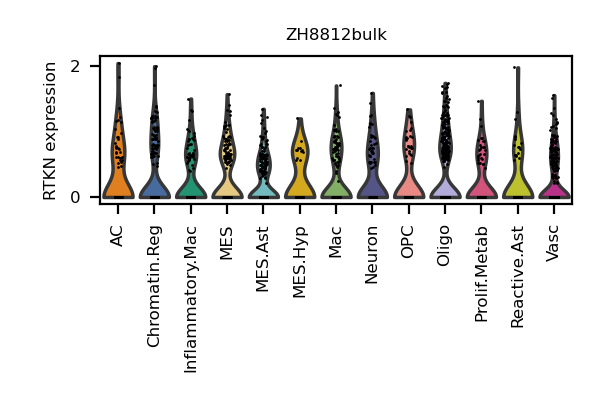 ZH8812bulk
RTKN expression
2
0
AC
Chromatin.Reg
Inflammatory.Mac
MES
MES.Ast
MES.Hyp
Mac
Neuron
OPC
Oligo
Prolif.Metab
Reactive.Ast
Vasc